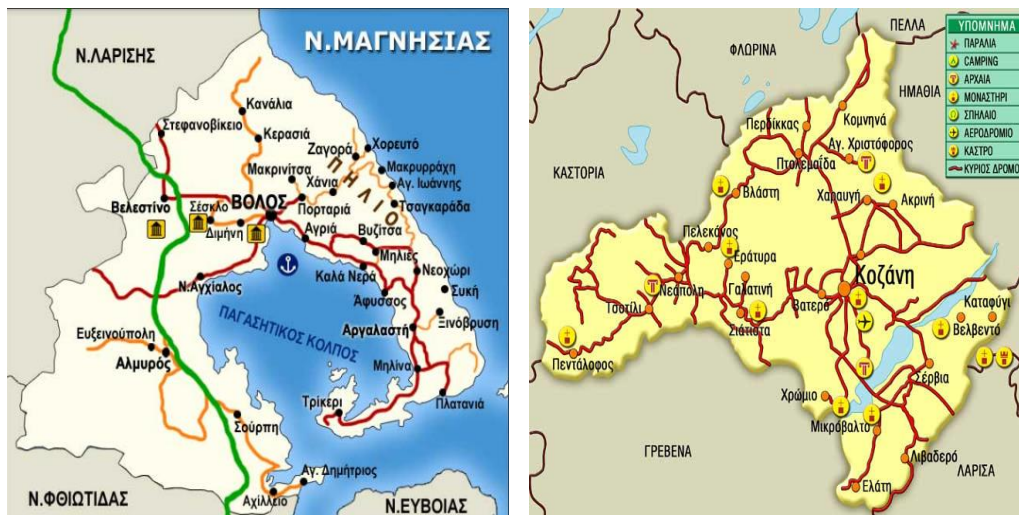 Ν.ΜΑΓΝΗΣΙΑΣ
Ν.ΛΑΡΙΣΗΣ
Κανάλια
Στεφανοβίκειο
Κερασιά
Χορευτό
Ζαγορά
Μακρινίτσα
Μακρυρράχη
Χάνια
Αγ. Ιωάννης
ΠΗΛΙΟ
Βελεστίνο
Σέσκλο
ΒΟΛΟΣ
Πορταριά
Τσαγκαράδα
Διμήνη
Αγριά
Βυζίτσα
Μηλιές
Καλά Νερά
Νεοχώρι
Ν.Αγχίαλος
Άφυσσος
Συκή
ΠΑΓΑΣΗΤΙΚΟΣ ΚΟΛΠΟΣ
Ξινόβρυση
Ευξεινούπολη
Αργαλαστή
Αλμυρός
Μηλίνα
Τρίκερι
Πλατανιά
Σούρπη
Αγ. Δημήτριος
Αχίλλειο
Ν.ΦΘΙΩΤΙΔΑΣ
Ν.ΕΥΒΟΙΑΣ
ΠΕΛΛΑ
ΦΛΩΡΙΝΑ
ΗΜΑΘΙΑ
ΥΠΟΜΝΗΜΑ
ΠΑΡΑΛΙΑ
CAMPING
ΑΡΧΑΙΑ
ΜΟΝΑΣΤΗΡΙ
ΣΠΗΛΑΙΟ
ΑΕΡΟΔΡΟΜΙΟ
ΚΑΣΤΡΟ
ΚΥΡΙΟΣ ΔΡΟΜΟ
Κομνηνά
Περδίκκας
Αγ. Χριστόφορος
Πτολεμαΐδα
ΚΑΣΤΟΡΙΑ
Βλάστη
Χαραυγή
Ακρινή
Πελεκάνος
Εράτυρα
Κοζάνη
Νεάπολη
Γαλατινή
Βατερό
Καταφύγι
Τσοτίλι
Σιάτιστα
Βελβεντό
Πεντάλοφος
Σέρβια
Χρώμιο
Μικρόβαλτο
ΓΡΕΒΕΝΑ
Λιβαδερό
ΛΑΡΙΣΑ
Ελάτη